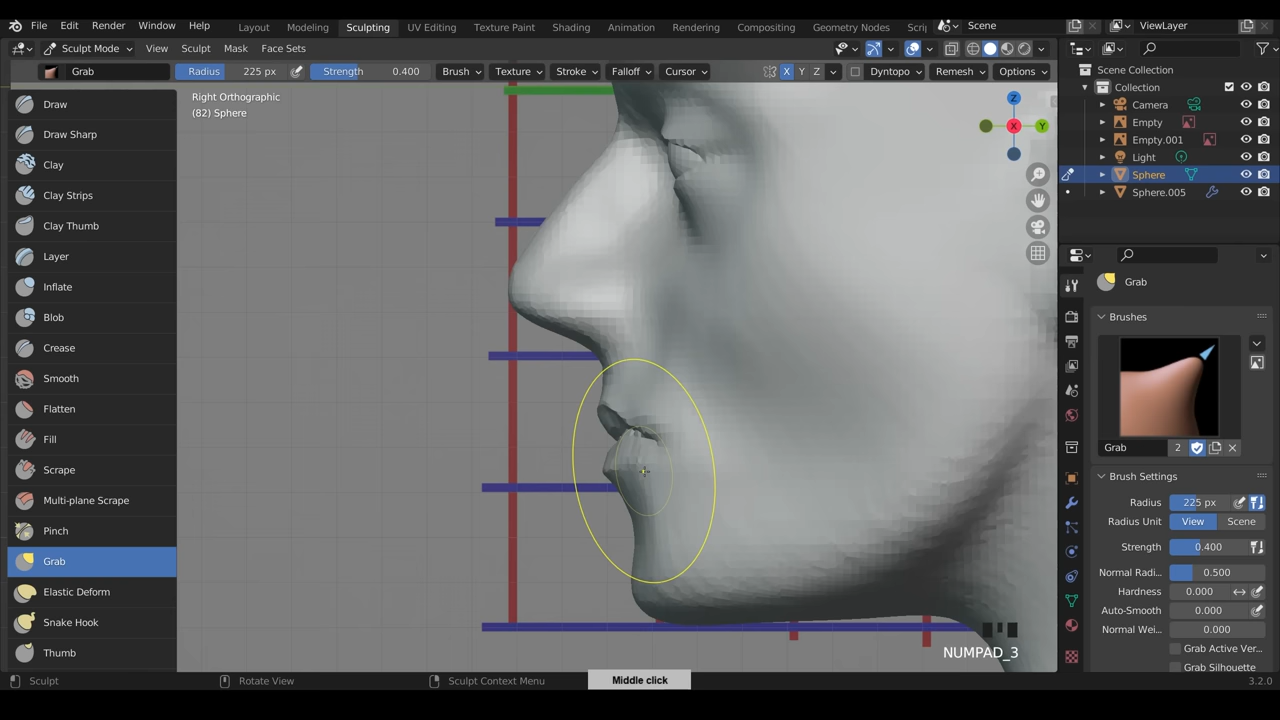 File Edit Render Window Help Layout Modeling Sculpting UV Editing Texture Paint Shading Animation Rendering Compositing Geometry Nodes Scri Scene ViewLayer
Sculpt Mode View Sculpt Mask Face Sets
Grab Radius 225 px Strength 0.400 Brush Texture Stroke Falloff Cursor X Y Z Dyntopo Remesh Options
Scene Collection
Collection
Camera
Empty
Empty.001
Light
Sphere
Sphere.005
Draw
Draw Sharp
Clay
Clay Strips
Clay Thumb
Layer
Inflate
Blob
Crease
Smooth
Flatten
Fill
Scrape
Multi-plane Scrape
Pinch
Grab
Elastic Deform
Snake Hook
Thumb
Right Orthographic
(82) Sphere
Z
X
Y
NUMPAD_3
Grab
Brushes
Grab 2
Brush Settings
Radius 225 px
Radius Unit View Scene
Strength 0.400
Normal Radi... 0.500
Hardness 0.000
Auto-Smooth 0.000
Normal Wei... 0.000
Grab Active Ver...
Grab Silhouette
Sculpt Rotate View Sculpt Context Menu Middle click 3.2.0